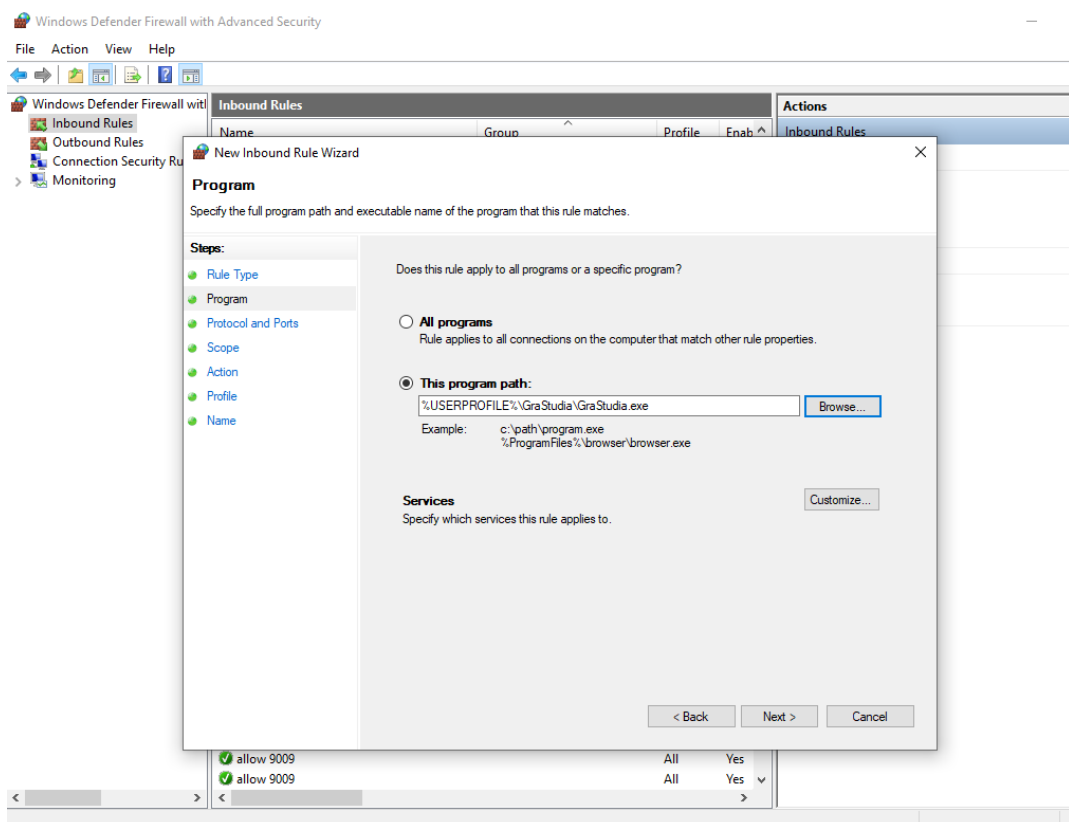 Windows Defender Firewall with Advanced Security
File Action View Help
Windows Defender Firewall witl
Inbound Rules
Outbound Rules
Connection Security Ru
Monitoring
Inbound Rules
Name Group Profile Enab
Actions
Inbound Rules
New Inbound Rule Wizard
Program
Specify the full program path and executable name of the program that this rule matches.
Steps:
Rule Type
Program
Protocol and Ports
Scope
Action
Profile
Name
Does this rule apply to all programs or a specific program?
All programs
Rule applies to all connections on the computer that match other rule properties.
This program path:
%USERPROFILE%\GraStudia\GraStudia.exe
Browse...
Example: c:\path\program.exe
%ProgramFiles%\browser\browser.exe
Services
Customize...
Specify which services this rule applies to.
< Back Next > Cancel
allow 9009 All Yes
allow 9009 All Yes